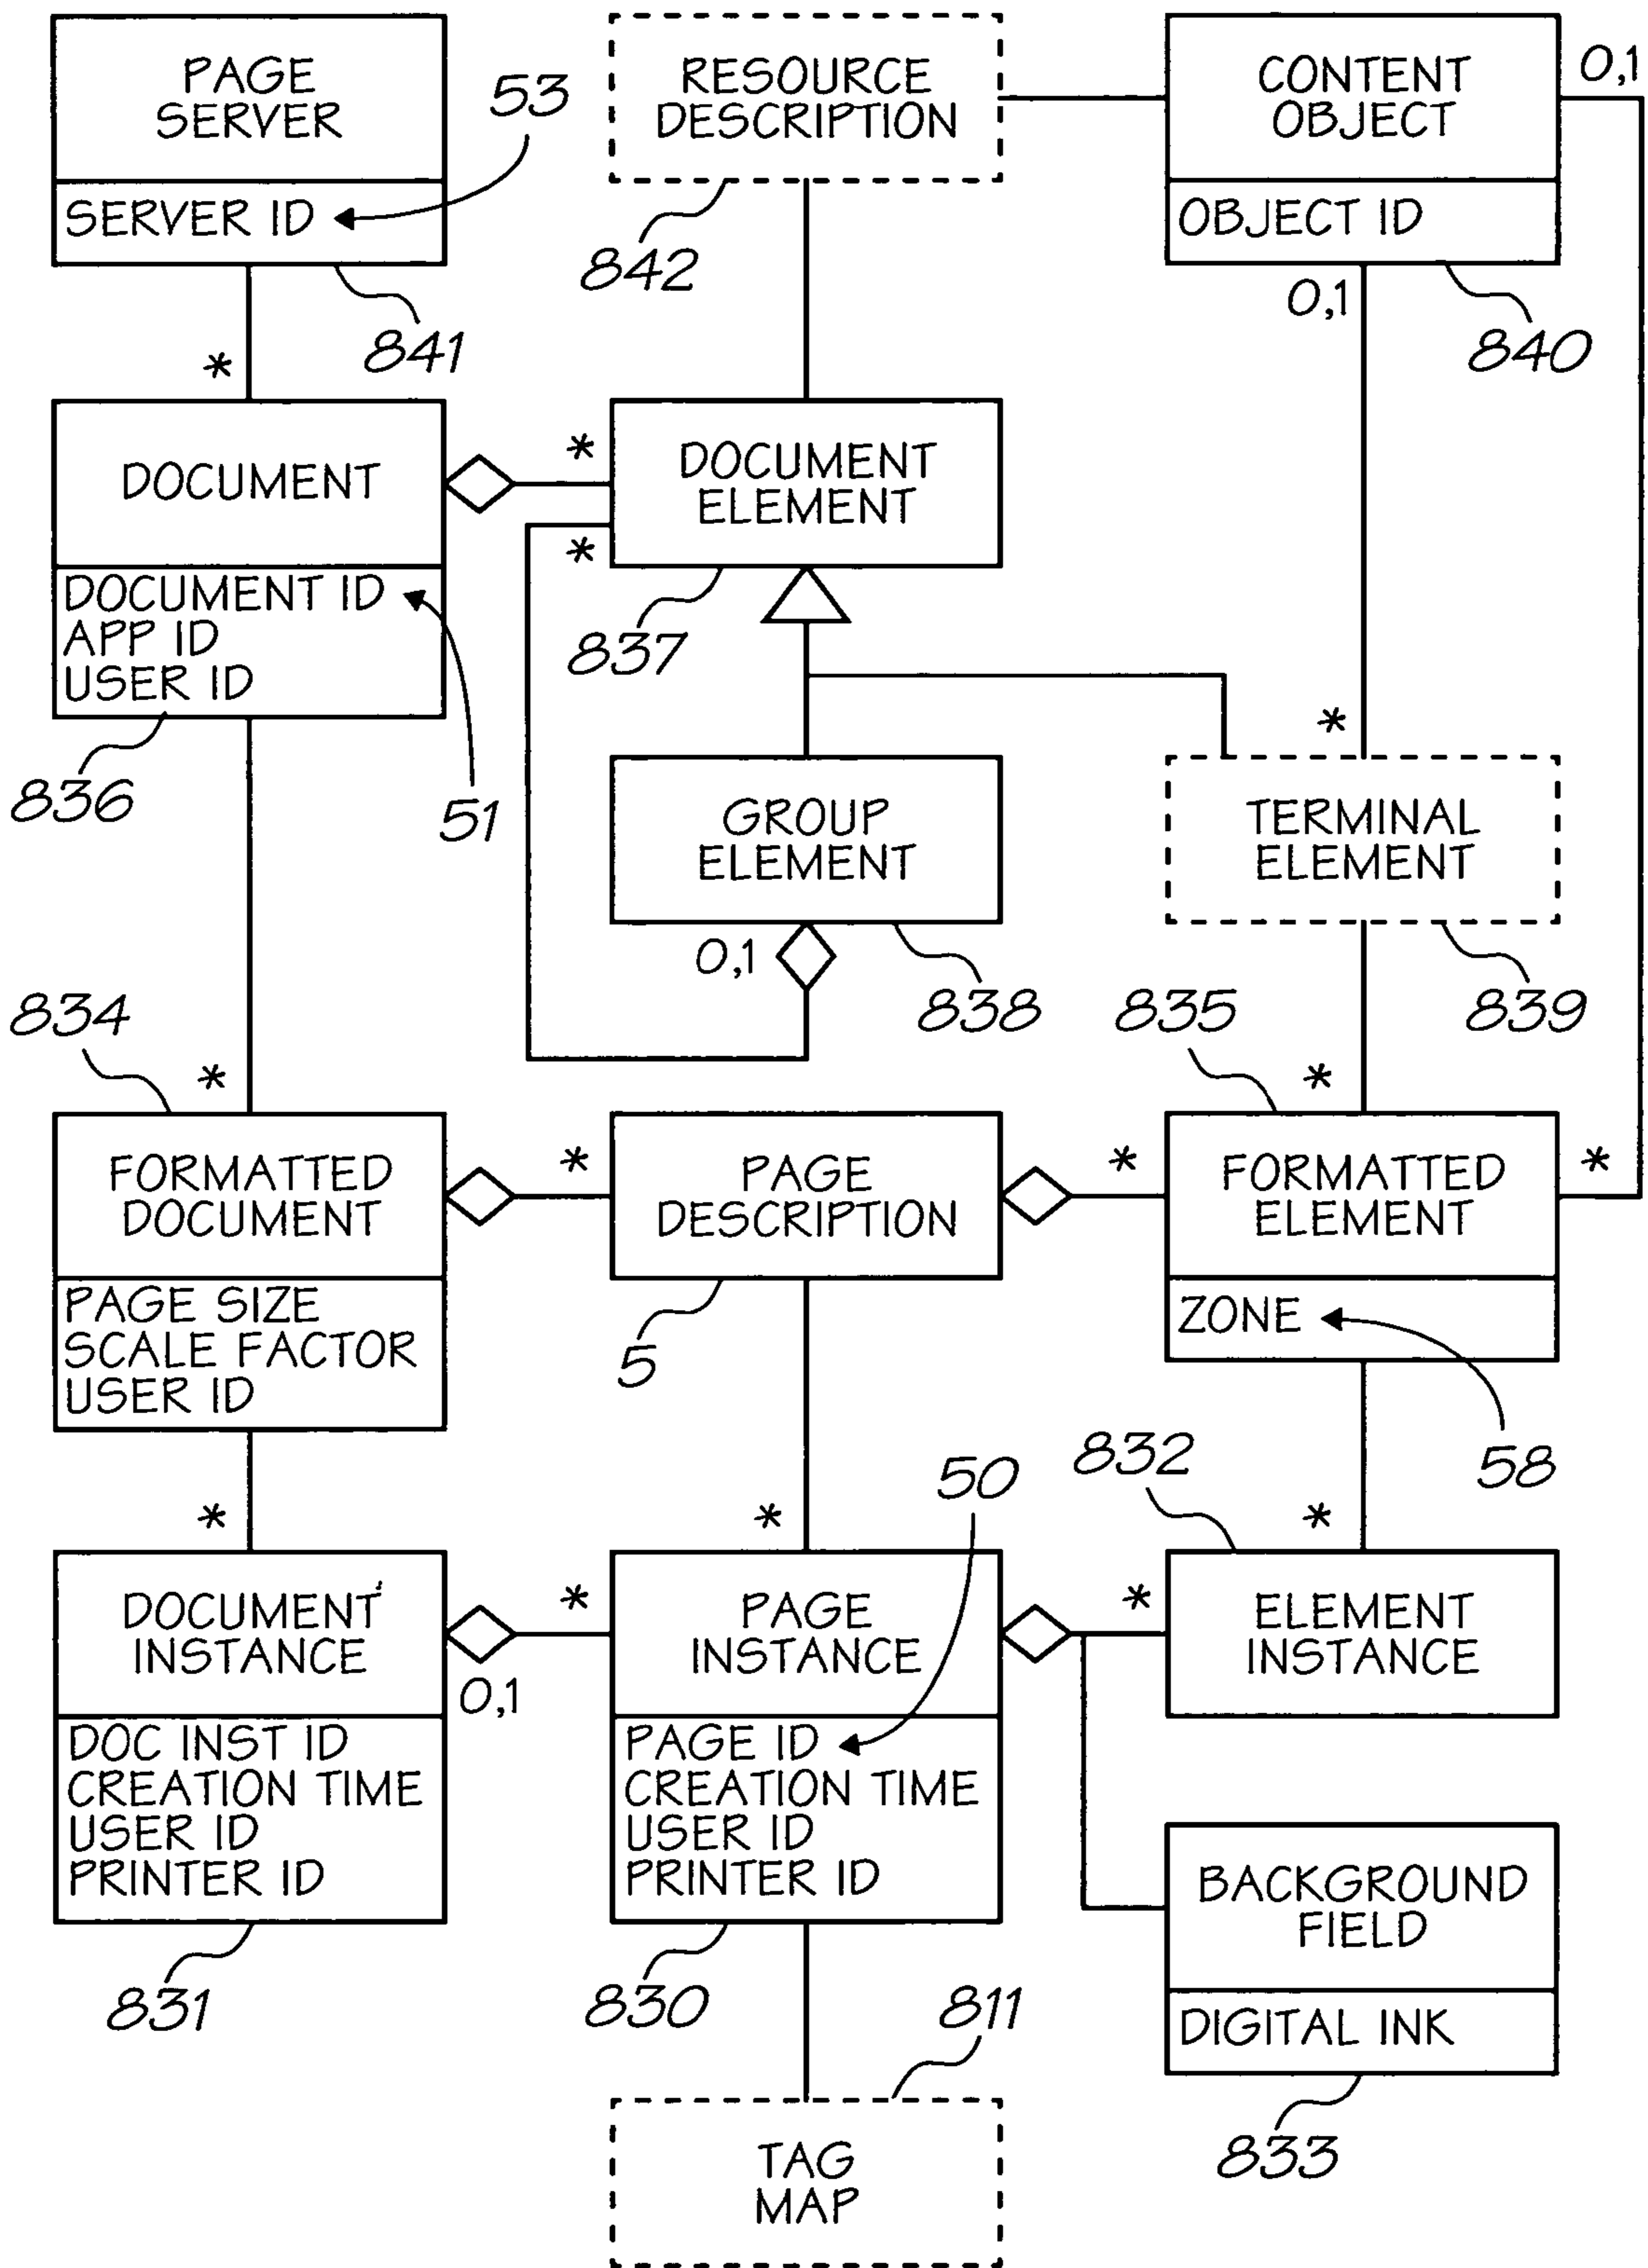 PAGE
SERVER
SERVER ID
53
841
RESOURCE
DESCRIPTION
842
CONTENT
OBJECT
OBJECT ID
0,1
0,1
840
*
DOCUMENT
DOCUMENT ID
APP ID
USER ID
836
51
*
*
DOCUMENT
ELEMENT
837
GROUP
ELEMENT
0,1
838
*
TERMINAL
ELEMENT
839
834
*
FORMATTED
DOCUMENT
PAGE SIZE
SCALE FACTOR
USER ID
*
PAGE
DESCRIPTION
5
*
835
*
FORMATTED
ELEMENT
*
ZONE
58
*
DOCUMENT
INSTANCE
0,1
DOC INST ID
CREATION TIME
USER ID
PRINTER ID
831
*
*
50
PAGE
INSTANCE
PAGE ID
CREATION TIME
USER ID
PRINTER ID
830
*
832
*
ELEMENT
INSTANCE
BACKGROUND
FIELD
DIGITAL INK
833
811
TAG
MAP